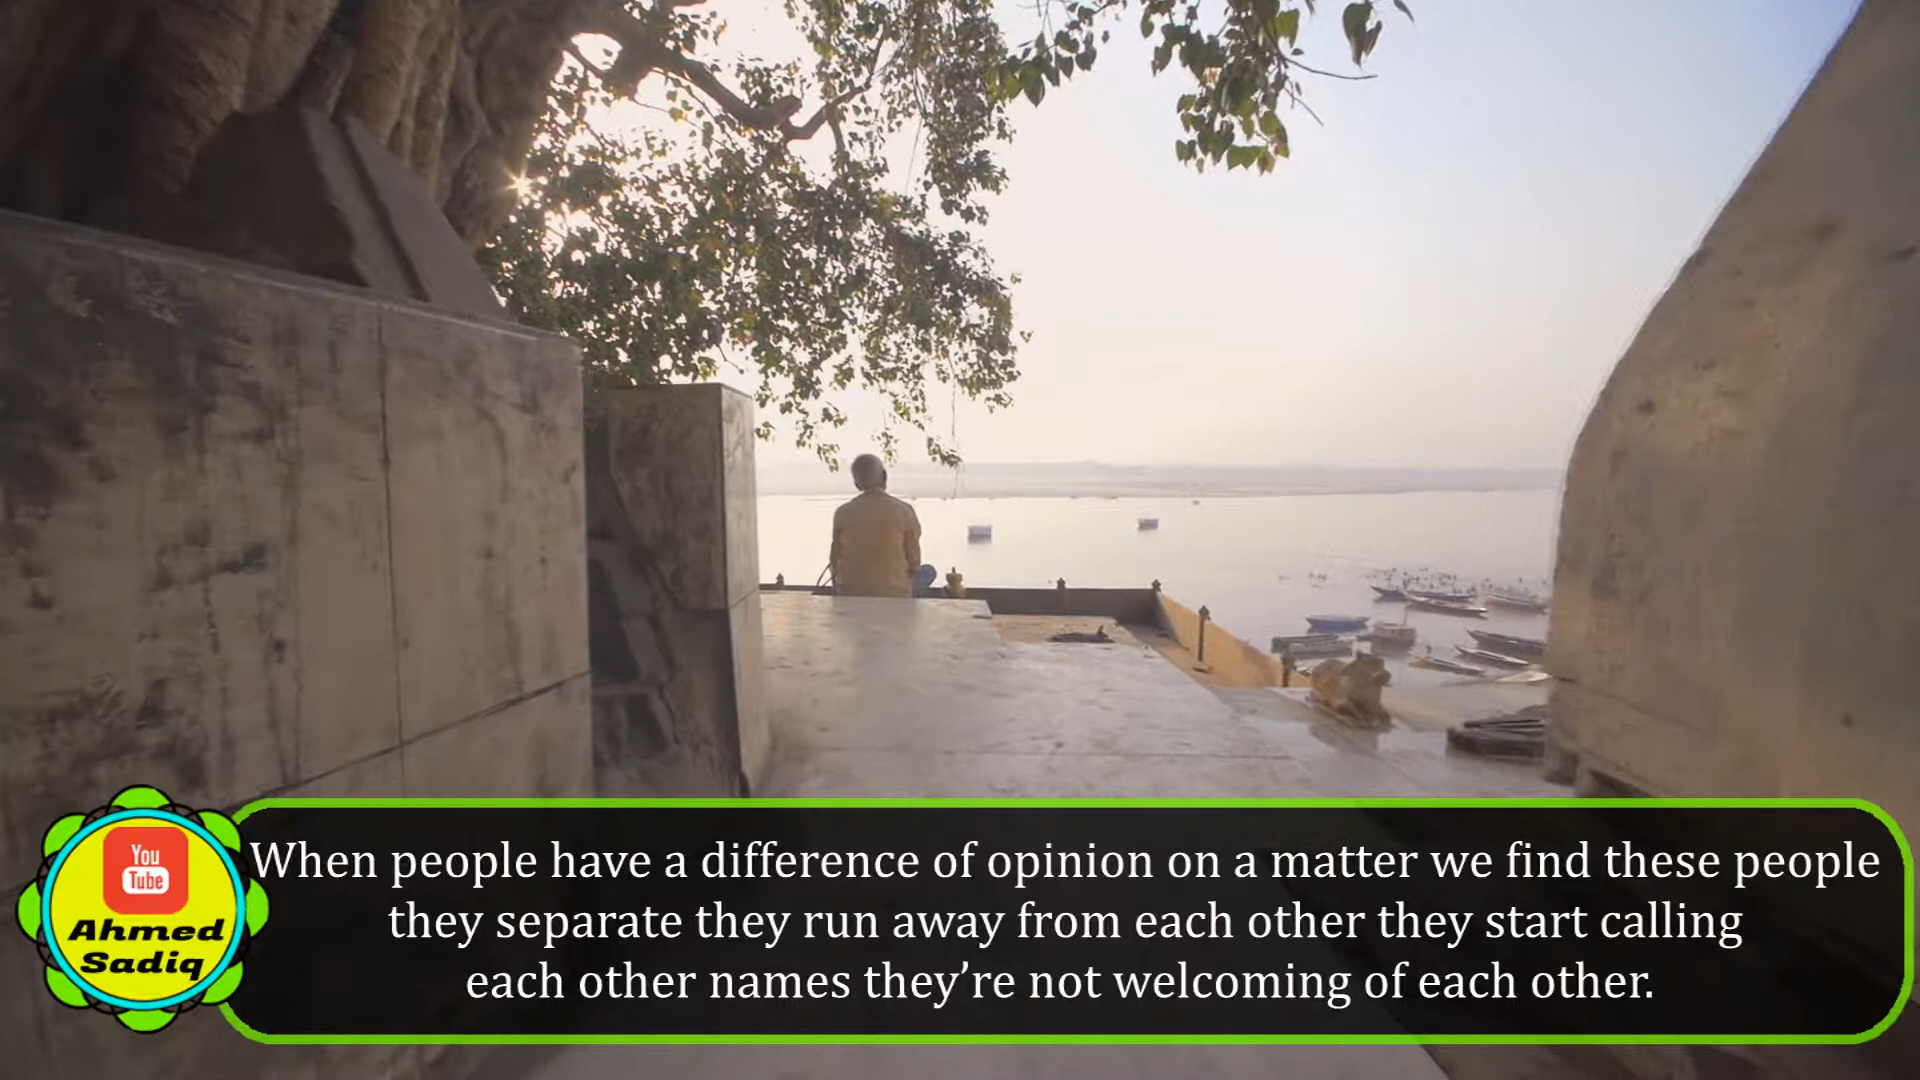 You
Tube
Ahmed
Sadiq
When people have a difference of opinion on a matter we find these people
they separate they run away from each other they start calling
each other names they’re not welcoming of each other.